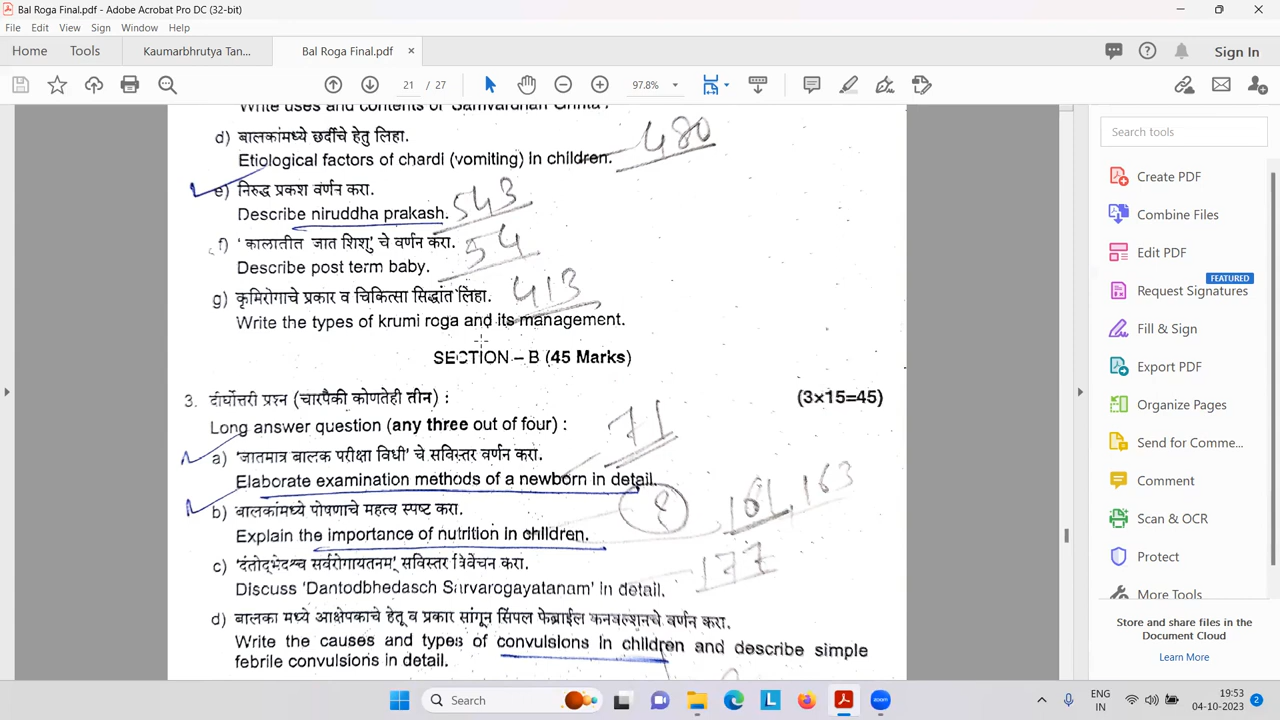 Bal Roga Final.pdf - Adobe Acrobat Pro DC (32-bit)
File Edit View Sign Window Help
Home Tools Kaumarbhrutya Tan... Bal Roga Final.pdf × Sign In
21 / 27 97.8%
Write uses and contents of Samvardhan Ghrita.
d) बालकांमध्ये छर्दीचे हेतु लिहा.
Etiological factors of chardi (vomiting) in children. 480
e) निरुद्ध प्रकश वर्णन करा.
Describe niruddha prakash. 543
f) 'कालातीत जात शिशु' चे वर्णन करा.
Describe post term baby. 54
g) कृमिरोगाचे प्रकार व चिकित्सा सिद्धांत लिहा. 413
Write the types of krumi roga and its management.
SECTION – B (45 Marks)
3. दीर्घोत्तरी प्रश्न (चारपैकी कोणतेही तीन) : (3×15=45)
Long answer question (any three out of four) :
a) 'जातमात्र बालक परीक्षा विधी' चे सविस्तर वर्णन करा. 71
Elaborate examination methods of a newborn in detail.
b) बालकांमध्ये पोषणाचे महत्व स्पष्ट करा. ? 161, 163
Explain the importance of nutrition in children.
c) 'दंतोद्भेदश्च सर्वरोगायतनम्' सविस्तर विवेचन करा. 177
Discuss 'Dantodbhedasch Sarvarogayatanam' in detail.
d) बालका मध्ये आक्षेपकाचे हेतू व प्रकार सांगून सिंपल फेब्राईल कनवल्शनचे वर्णन करा.
Write the causes and types of convulsions in children and describe simple
febrile convulsions in detail.
Search tools
Create PDF
Combine Files
Edit PDF
FEATURED
Request Signatures
Fill & Sign
Export PDF
Organize Pages
Send for Comme...
Comment
Scan & OCR
Protect
More Tools
Store and share files in the
Document Cloud
Learn More
Search
ENG
IN
19:53
04-10-2023
2